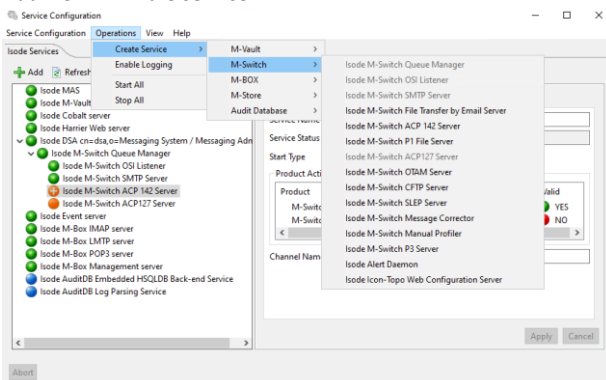 Service Configuration
Service Configuration Operations View Help
Isode Services
Create Service
M-Vault
Add Refresh
Enable Logging
M-Switch
Isode M-Switch Queue Manager
Isode MAS
Start All
M-BOX
Isode M-Switch OSI Listener
Isode M-Vault
Stop All
M-Store
Isode M-Switch SMTP Server
Isode Cobalt server
Audit Database
Isode M-Switch File Transfer by Email Server
Isode Harrier Web server
Isode M-Switch ACP 142 Server
Isode DSA cn=dsa,o=Messaging System / Messaging Adn
Service Status
Isode M-Switch P1 File Server
Isode M-Switch Queue Manager
Start Type
Isode M-Switch ACP127 Server
Isode M-Switch OSI Listener
Product Acti
Isode M-Switch OTAM Server
Isode M-Switch SMTP Server
Product
Isode M-Switch CFTP Server
Isode M-Switch ACP 142 Server
M-Switc
Isode M-Switch SLEP Server
YES
Isode M-Switch ACP127 Server
M-Switc
Isode M-Switch Message Corrector
NO
Isode Event server
Isode M-Switch Manual Profiler
Isode M-Box IMAP server
Channel Nam
Isode M-Switch P3 Server
Isode M-Box LMTP server
Isode Alert Daemon
Isode M-Box POP3 server
Isode Icon-Topo Web Configuration Server
Isode M-Box Management server
Isode AuditDB Embedded HSQLDB Back-end Service
Isode AuditDB Log Parsing Service
Apply Cancel
Abort